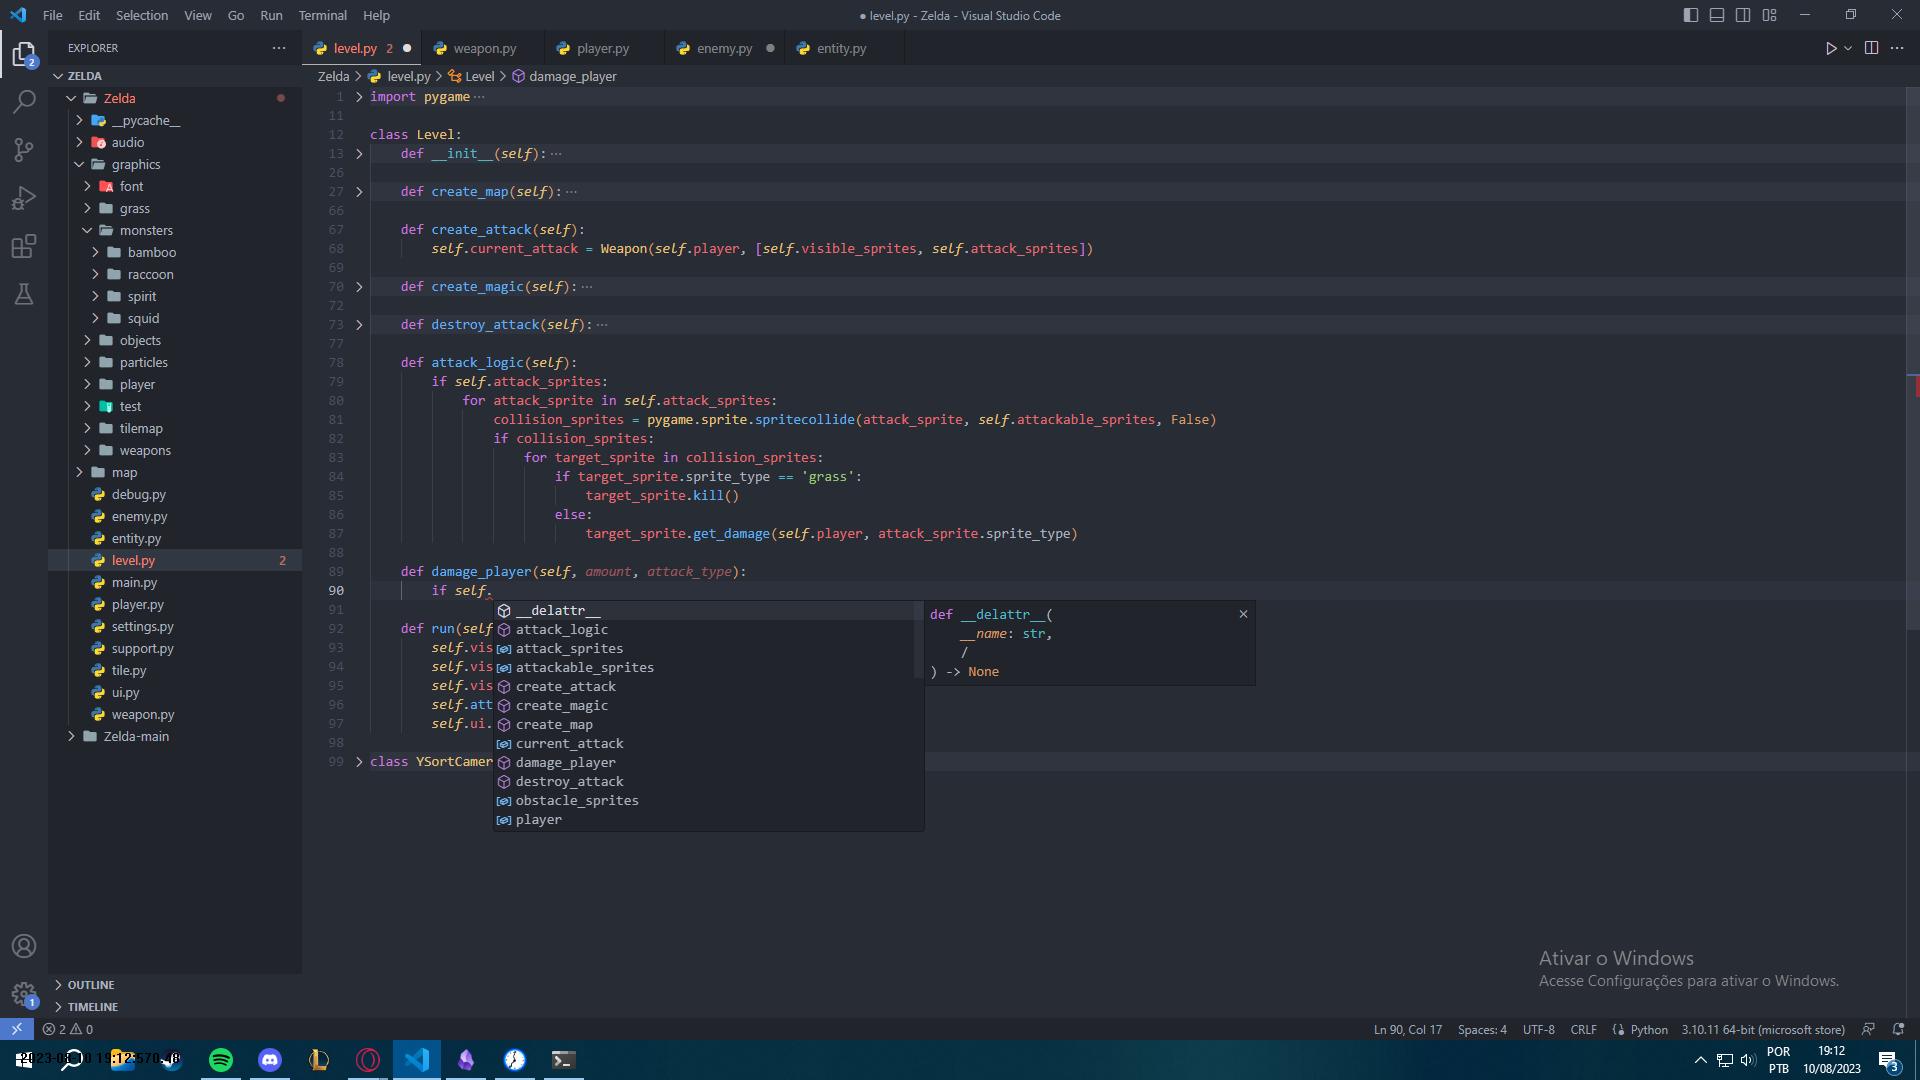 File Edit Selection View Go Run Terminal Help
● level.py - Zelda - Visual Studio Code
EXPLORER
level.py 2
weapon.py
player.py
enemy.py
entity.py
ZELDA
Zelda > level.py > Level > damage_player
Zelda
__pycache__
audio
graphics
font
grass
monsters
bamboo
raccoon
spirit
squid
objects
particles
player
test
tilemap
weapons
map
debug.py
enemy.py
entity.py
level.py 2
main.py
player.py
settings.py
support.py
tile.py
ui.py
weapon.py
Zelda-main
OUTLINE
TIMELINE
1 import pygame ···
11
12 class Level:
13 def __init__(self): ···
26
27 def create_map(self): ···
66
67 def create_attack(self):
68 self.current_attack = Weapon(self.player, [self.visible_sprites, self.attack_sprites])
69
70 def create_magic(self): ···
72
73 def destroy_attack(self): ···
77
78 def attack_logic(self):
79 if self.attack_sprites:
80 for attack_sprite in self.attack_sprites:
81 collision_sprites = pygame.sprite.spritecollide(attack_sprite, self.attackable_sprites, False)
82 if collision_sprites:
83 for target_sprite in collision_sprites:
84 if target_sprite.sprite_type == 'grass':
85 target_sprite.kill()
86 else:
87 target_sprite.get_damage(self.player, attack_sprite.sprite_type)
88
89 def damage_player(self, amount, attack_type):
90 if self.
91
92 def run(self
93 self.vis
94 self.vis
95 self.vis
96 self.att
97 self.ui.
98
99 class YSortCamer
__delattr__
attack_logic
attack_sprites
attackable_sprites
create_attack
create_magic
create_map
current_attack
damage_player
destroy_attack
obstacle_sprites
player
def __delattr__(
__name: str,
/
) -> None
Ativar o Windows
Acesse Configurações para ativar o Windows.
2 0
Ln 90, Col 17 Spaces: 4 UTF-8 CRLF Python 3.10.11 64-bit (microsoft store)
2
1
POR
PTB
19:12
10/08/2023
3